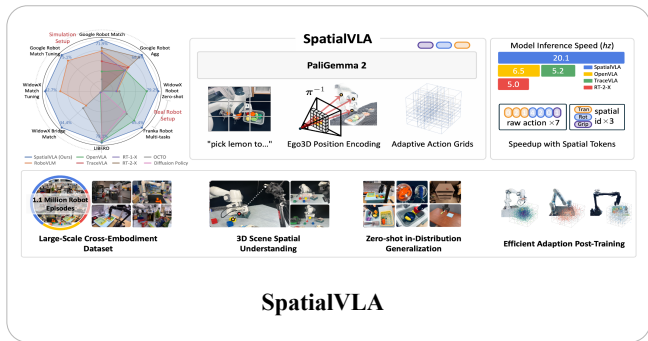 Simulation
Setup
Google Robot Match
Google Robot
Match Tuning
Google Robot
Agg
WidowX
Match
Tuning
WidowX
Robot
Zero-shot
Real Robot
Setup
WidowX Bridge
Match
Franka Robot
Multi-tasks
LIBERO
SpatialVLA (Ours) OpenVLA RT-1-X OCTO
RoboVLM TraceVLA RT-2-X Diffusion Policy
SpatialVLA
PaliGemma 2
π⁻¹
"pick lemon to..."
Ego3D Position Encoding
Adaptive Action Grids
Model Inference Speed (hz)
20.1
6.5 5.2
5.0
SpatialVLA
OpenVLA
TraceVLA
RT-2-X
raw action ×7
Tran
Rot
Grip
spatial
id ×3
Speedup with Spatial Tokens
1.1 Million Robot
Episodes
Large-Scale Cross-Embodiment
Dataset
3D Scene Spatial
Understanding
Zero-shot in-Distribution
Generalization
Efficient Adaption Post-Training
SpatialVLA